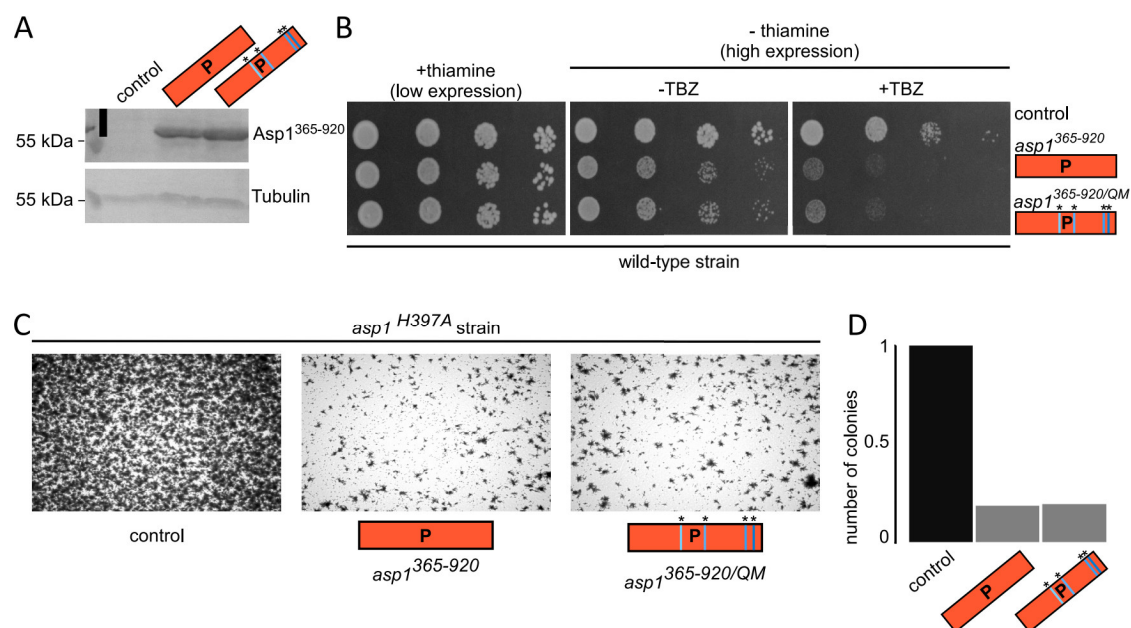 A
control
P
* * **
P
55 kDa -
Asp1365-920
55 kDa -
Tubulin
B
- thiamine
(high expression)
+thiamine
(low expression)
-TBZ
+TBZ
control
asp1365-920
P
asp1365-920/QM
* * **
P
wild-type strain
C
asp1 H397A strain
control
P
asp1365-920
* * * *
P
asp1365-920/QM
D
number of colonies
1
0.5
0
control
P
* * **
P